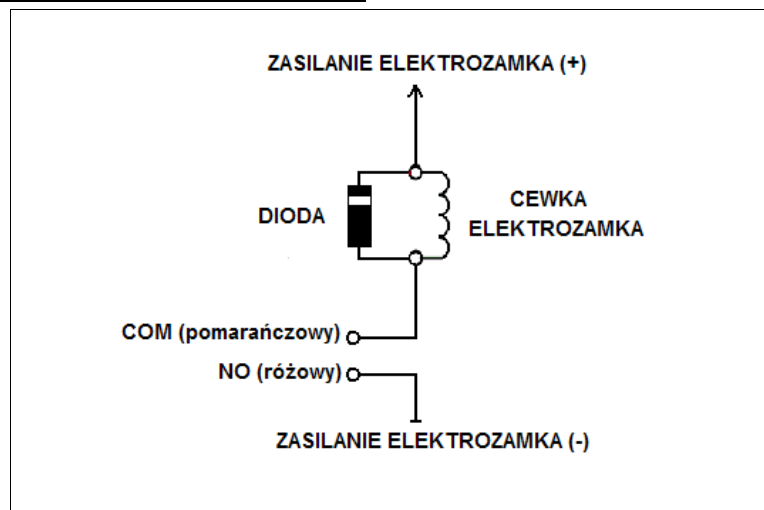 ZASILANIE ELEKTROZAMKA (+)
DIODA
CEWKA
ELEKTROZAMKA
COM (pomarańczowy)
NO (różowy)
ZASILANIE ELEKTROZAMKA (-)